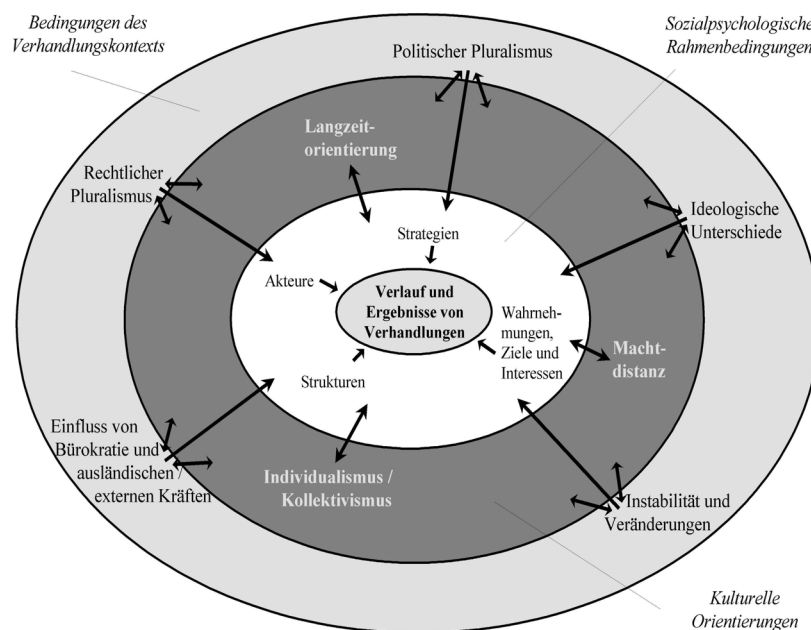 Bedingungen des
Verhandlungskontexts
Sozialpsychologische
Rahmenbedingungen
Politischer Pluralismus
Langzeit-
orientierung
Rechtlicher
Pluralismus
Ideologische
Unterschiede
Strategien
Akteure
Verlauf und
Ergebnisse von
Verhandlungen
Wahrneh-
mungen,
Ziele und
Interessen
Macht-
distanz
Strukturen
Einfluss von
Bürokratie und
ausländischen /
externen Kräften
Individualismus /
Kollektivismus
Instabilität und
Veränderungen
Kulturelle
Orientierungen